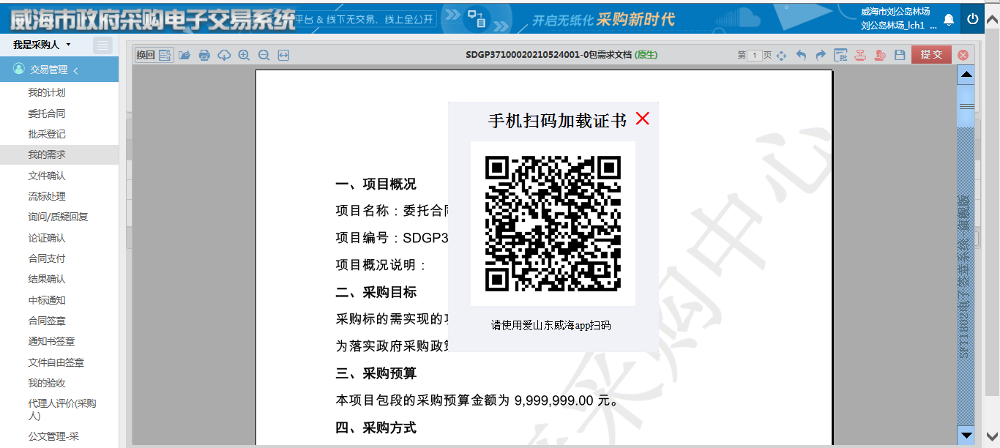 威海市政府采购电子交易系统
平台 & 线下无交易、线上全公开
开启无纸化 采购新时代
威海市刘公岛林场
刘公岛林场_lch1 ...
我是采购人
交易管理
我的计划
委托合同
批采登记
我的需求
文件确认
流标处理
询问/质疑回复
论证确认
合同支付
结果确认
中标通知
合同签章
通知书签章
文件自由签章
我的验收
代理人评价(采购
人)
公文管理-采
换回
SDGP37100020210524001-0包需求文档 (原生)
第 1 页
批
提 交
手机扫码加载证书
请使用爱山东威海app扫码
一、项目概况
项目名称：委托合同
项目编号：SDGP3
项目概况说明：
二、采购目标
采购标的需实现的
为落实政府采购政策
三、采购预算
本项目包段的采购预算金额为 9,999,999.00 元。
四、采购方式
采购中心
SFT1802电子签章系统 旗舰版